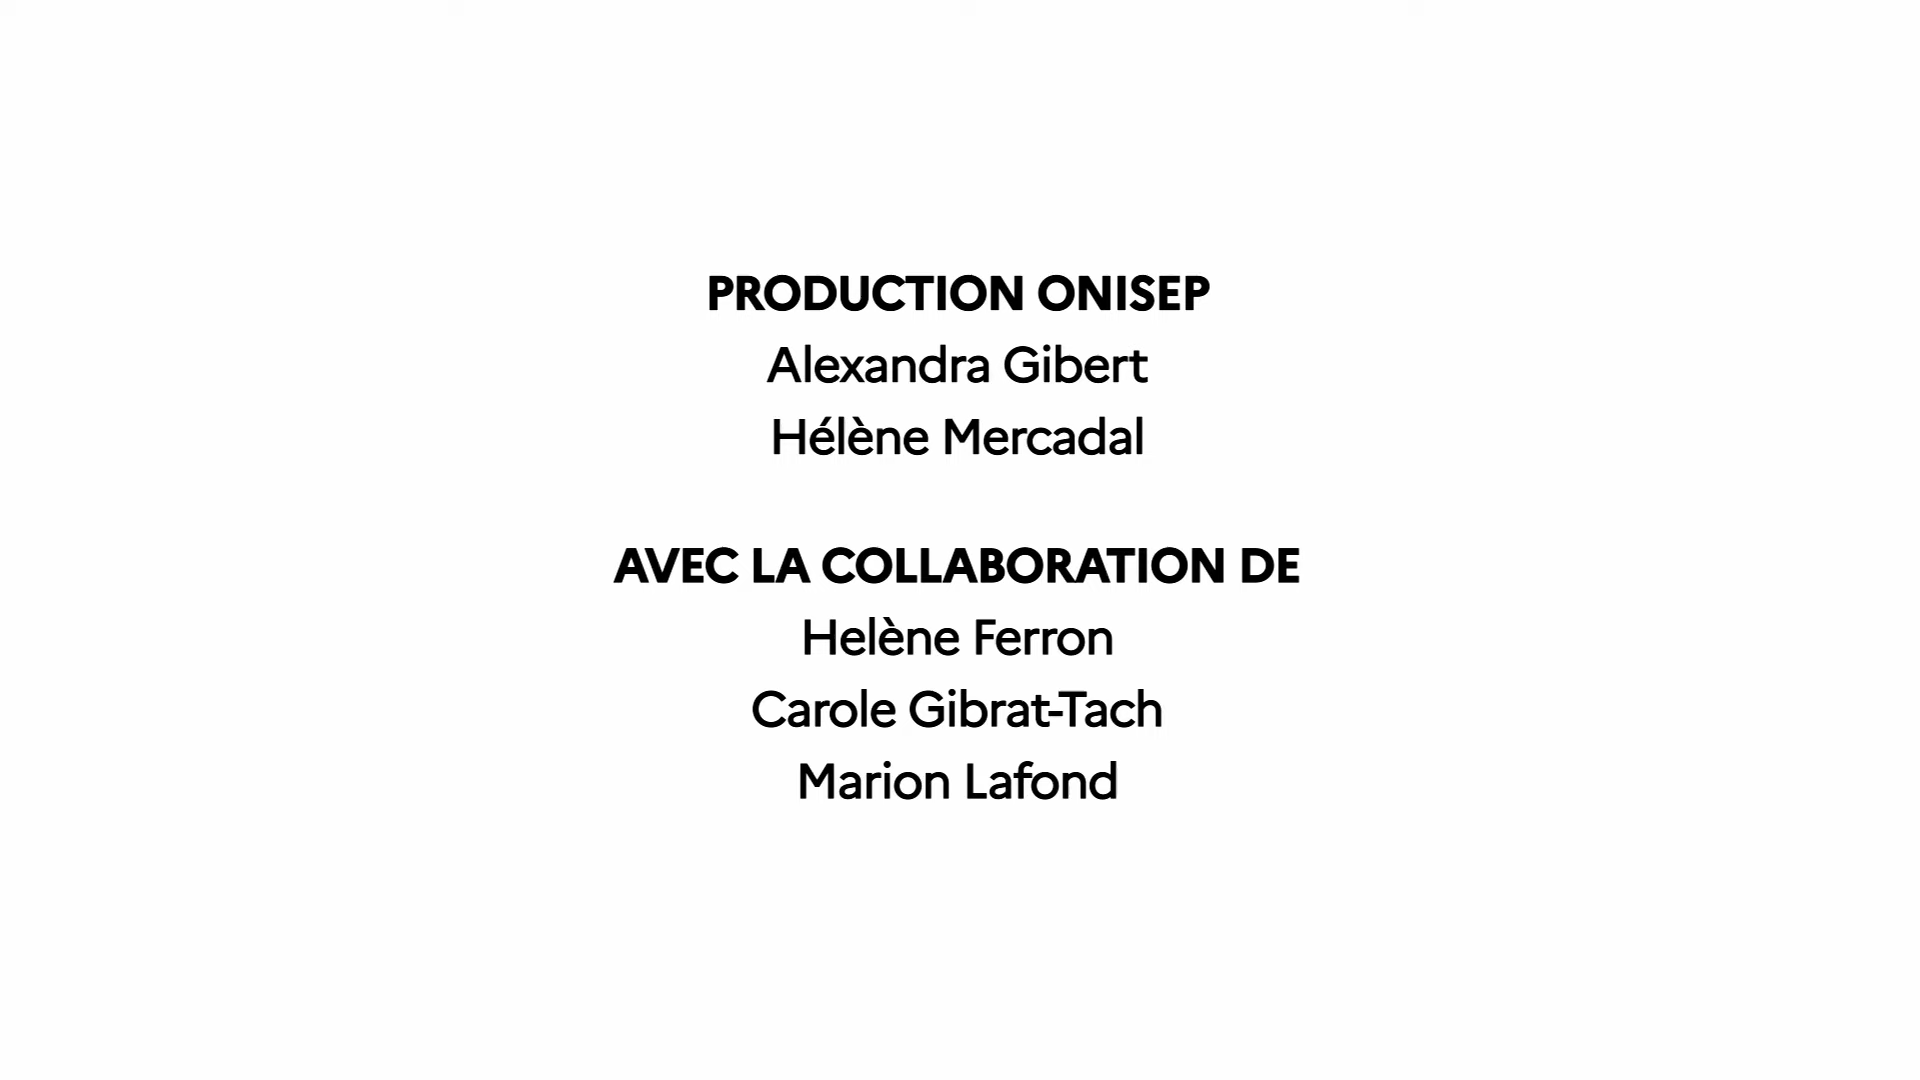 PRODUCTION ONISEP
Alexandra Gibert
Hélène Mercadal
AVEC LA COLLABORATION DE
Helène Ferron
Carole Gibrat-Tach
Marion Lafond